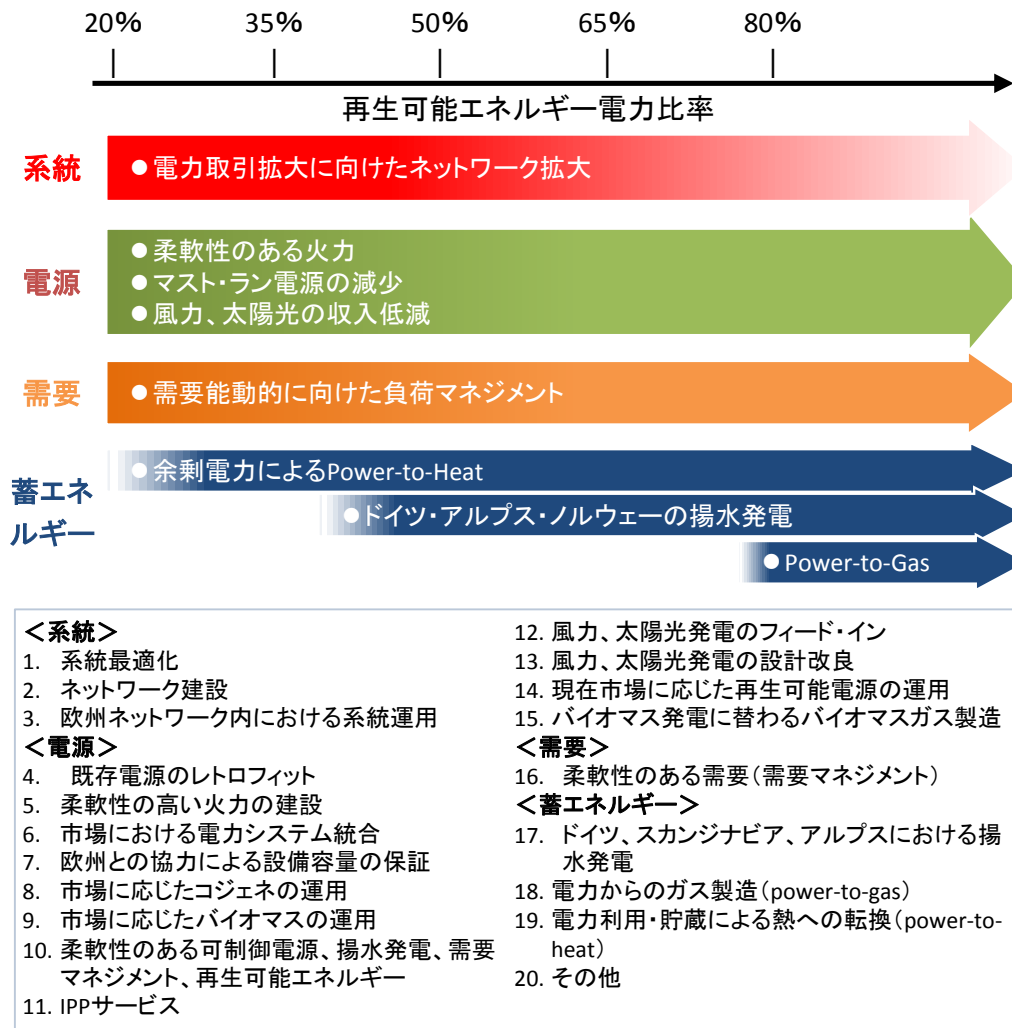 20% 35% 50% 65% 80%
再生可能エネルギー電力比率
系統
●電力取引拡大に向けたネットワーク拡大
電源
●柔軟性のある火力
●マスト・ラン電源の減少
●風力、太陽光の収入低減
需要
●需要能動的に向けた負荷マネジメント
蓄エネ
ルギー
●余剰電力によるPower-to-Heat
●ドイツ・アルプス・ノルウェーの揚水発電
●Power-to-Gas
＜系統＞
1. 系統最適化
2. ネットワーク建設
3. 欧州ネットワーク内における系統運用
＜電源＞
4. 既存電源のレトロフィット
5. 柔軟性の高い火力の建設
6. 市場における電力システム統合
7. 欧州との協力による設備容量の保証
8. 市場に応じたコジェネの運用
9. 市場に応じたバイオマスの運用
10. 柔軟性のある可制御電源、揚水発電、需要
マネジメント、再生可能エネルギー
11. IPPサービス
12. 風力、太陽光発電のフィード・イン
13. 風力、太陽光発電の設計改良
14. 現在市場に応じた再生可能電源の運用
15. バイオマス発電に替わるバイオマスガス製造
＜需要＞
16. 柔軟性のある需要（需要マネジメント）
＜蓄エネルギー＞
17. ドイツ、スカンジナビア、アルプスにおける揚
水発電
18. 電力からのガス製造（power-to-gas）
19. 電力利用・貯蔵による熱への転換（power-to-
heat）
20. その他